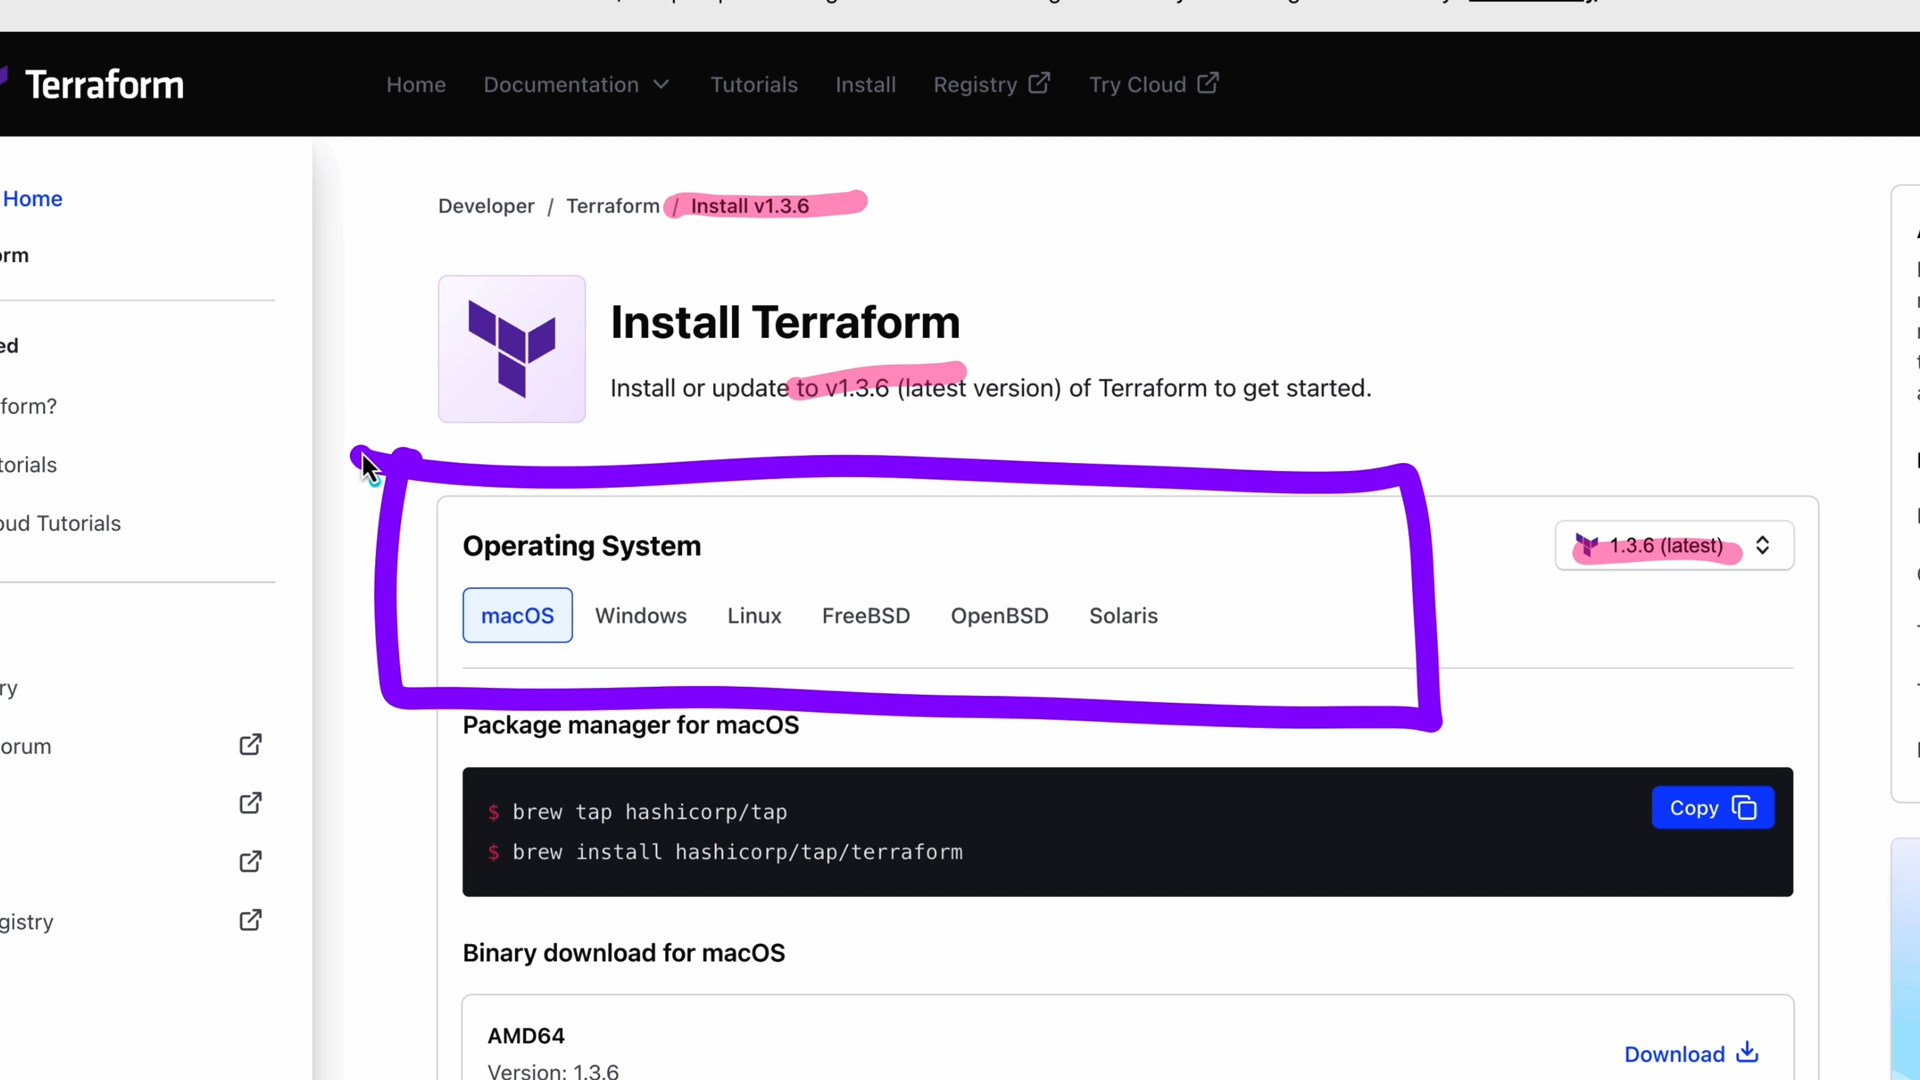 Terraform
Home Documentation Tutorials Install Registry Try Cloud
Home
Developer / Terraform / Install v1.3.6
Install Terraform
Install or update to v1.3.6 (latest version) of Terraform to get started.
form?
oud Tutorials
Operating System
1.3.6 (latest)
macOS Windows Linux FreeBSD OpenBSD Solaris
Package manager for macOS
$ brew tap hashicorp/tap
$ brew install hashicorp/tap/terraform
Copy
Binary download for macOS
AMD64
Version: 1.3.6
Download
orm
ed
torials
ry
orum
gistry